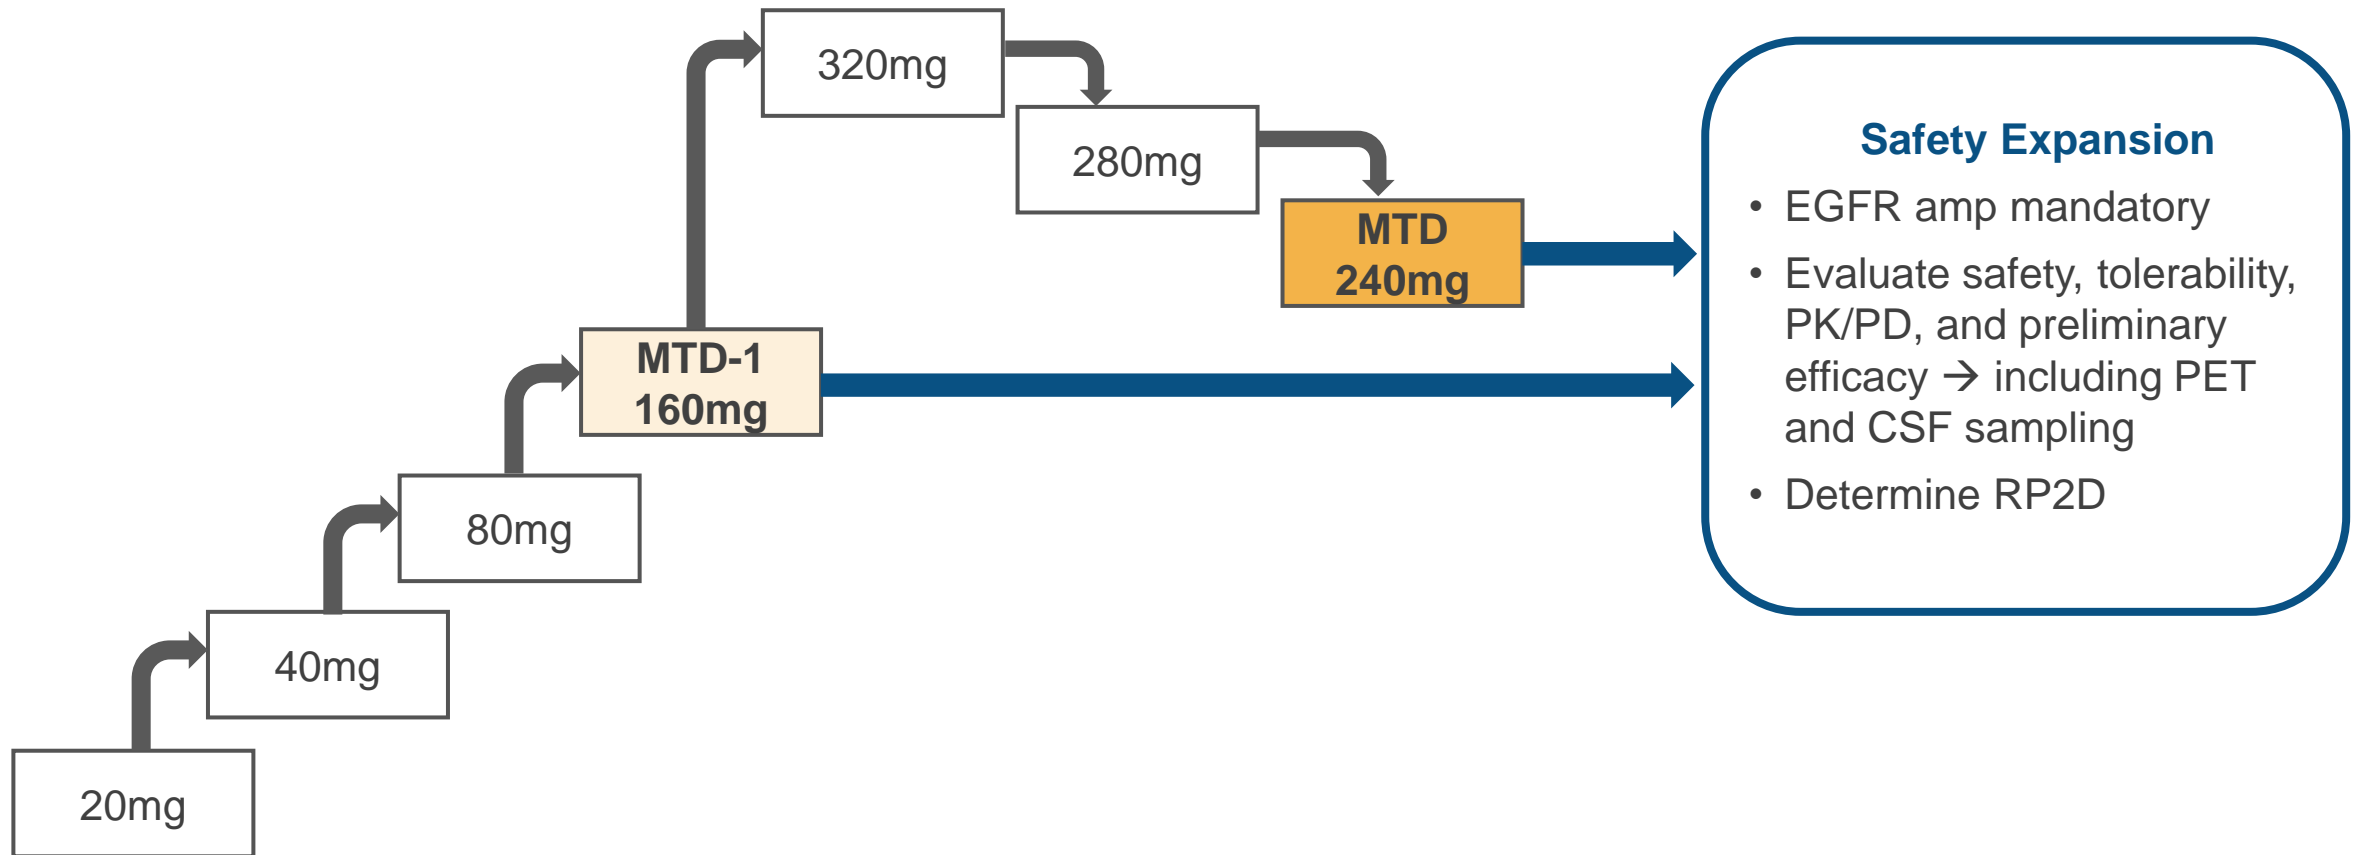 320mg
280mg
MTD
240mg
MTD-1
160mg
80mg
40mg
20mg
Safety Expansion
• EGFR amp mandatory
• Evaluate safety, tolerability,
PK/PD, and preliminary
efficacy → including PET
and CSF sampling
• Determine RP2D